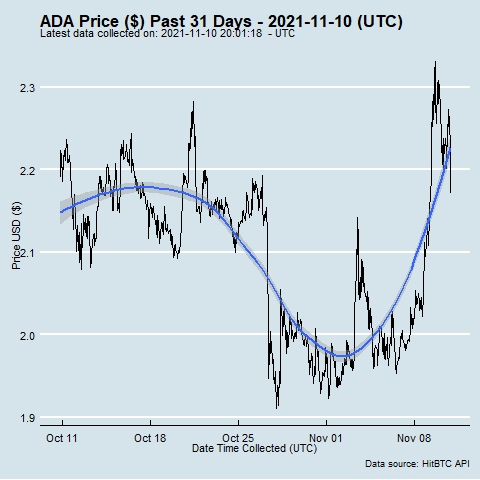 ADA Price ($) Past 31 Days - 2021-11-10 (UTC)
Latest data collected on: 2021-11-10 20:01:18 - UTC
Price USD ($)
2.3
2.2
2.1
2.0
1.9
Oct 11 Oct 18 Oct 25 Nov 01 Nov 08
Date Time Collected (UTC)
Data source: HitBTC API